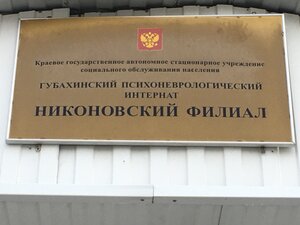 Краевое государственное автономное стационарное учреждение
социального обслуживания населения
ГУБАХИНСКИЙ ПСИХОНЕВРОЛОГИЧЕСКИЙ
ИНТЕРНАТ
НИКОНОВСКИЙ ФИЛИАЛ